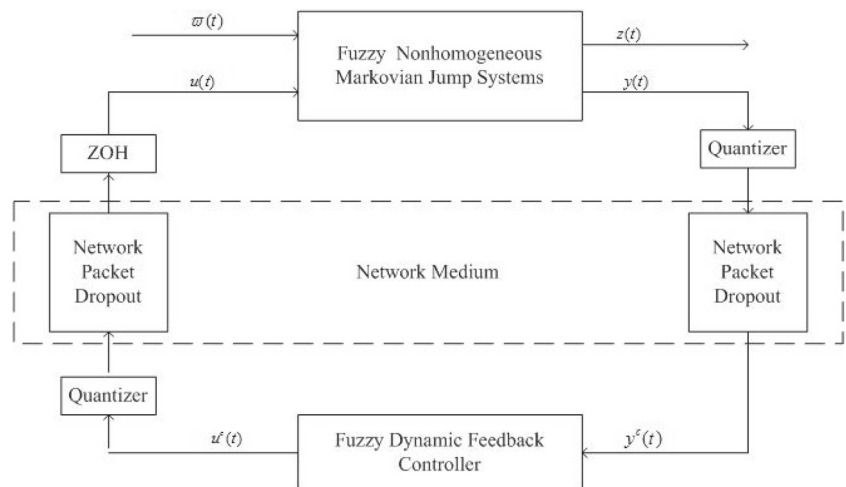 ϖ(t)
Fuzzy Nonhomogeneous
Markovian Jump Systems
z(t)
u(t)
y(t)
ZOH
Quantizer
Network
Packet
Dropout
Network Medium
Network
Packet
Dropout
Quantizer
u^c(t)
Fuzzy Dynamic Feedback
Controller
y^c(t)